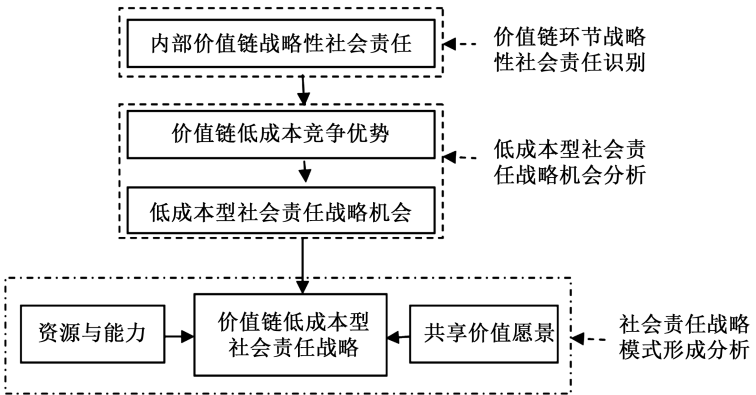 内部价值链战略性社会责任
价值链环节战略
性社会责任识别
价值链低成本竞争优势
低成本型社会责任战略机会
低成本型社会责
任战略机会分析
资源与能力
价值链低成本型
社会责任战略
共享价值愿景
社会责任战略
模式形成分析